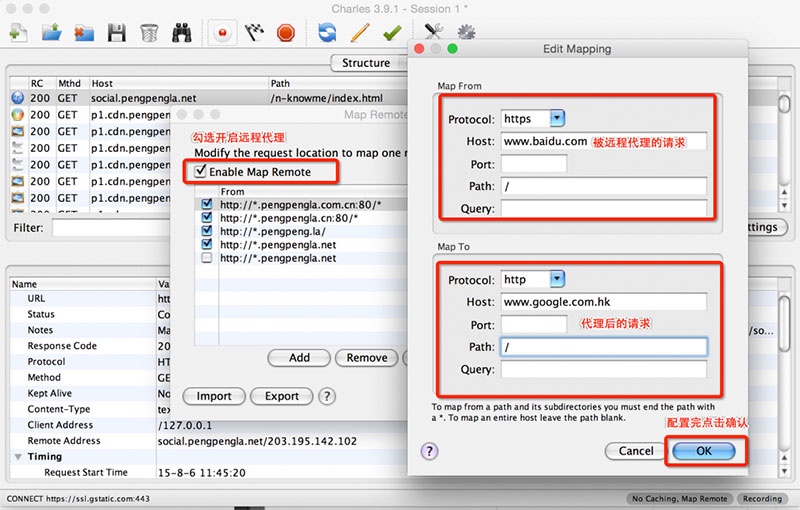 Charles 3.9.1 - Session 1 *
Structure
RC Mthd Host Path
200 GET social.pengpengla.net /n-knowme/index.html
200 GET p1.cdn.pengpengla.net
200 GET p1.cdn.pengpengla
200 GET p1.cdn.pengpengla
200 GET p1.cdn.pengpengla
200 GET p1.cdn.pengpengla
200 GET p1.cdn.pengpengla
Filter:
ttings
Name Va
URL htt
Status Co
Notes Ma
/so...
Response Code 20
Protocol HT
Method GE
Kept Alive No
Content-Type tex
Client Address /127.0.0.1
Remote Address social.pengpengla.net/203.195.142.102
Timing
Request Start Time 15-8-6 11:45:20
CONNECT https://ssl.gstatic.com:443
No Caching, Map Remote
Recording
Map Remote
勾选开启远程代理
Modify the request location to map one r
Enable Map Remote
From
http://*.pengpengla.com.cn:80/*
http://*.pengpengla.cn:80/*
http://*.pengpeng.la/
http://*.pengpengla.net
http://*.pengpengla.net
Add
Remove
Import
Export
?
Edit Mapping
Map From
Protocol: https
Host: www.baidu.com 被远程代理的请求
Port:
Path: /
Query:
Map To
Protocol: http
Host: www.google.com.hk
Port: 代理后的请求
Path: /
Query:
To map from a path and its subdirectories you must end the path with
a *. To map an entire host leave the path blank.
配置完点击确认
?
Cancel
OK